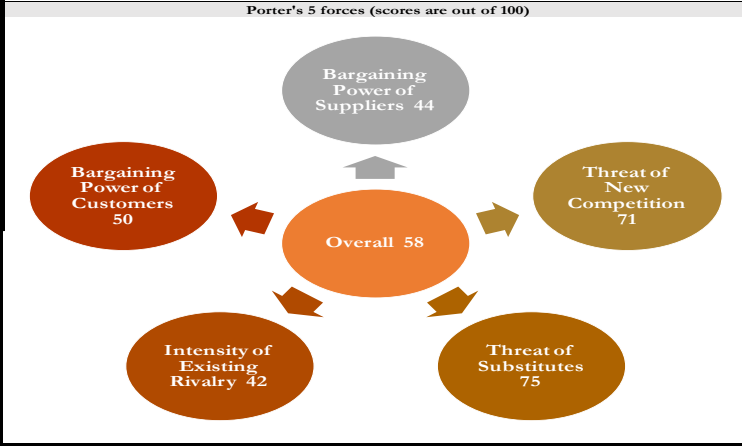 Porter's 5 forces (scores are out of 100)
Bargaining
Power of
Suppliers 44
Bargaining
Power of
Customers
50
Threat of
New
Competition
71
Overall 58
Intensity of
Existing
Rivalry 42
Threat of
Substitutes
75